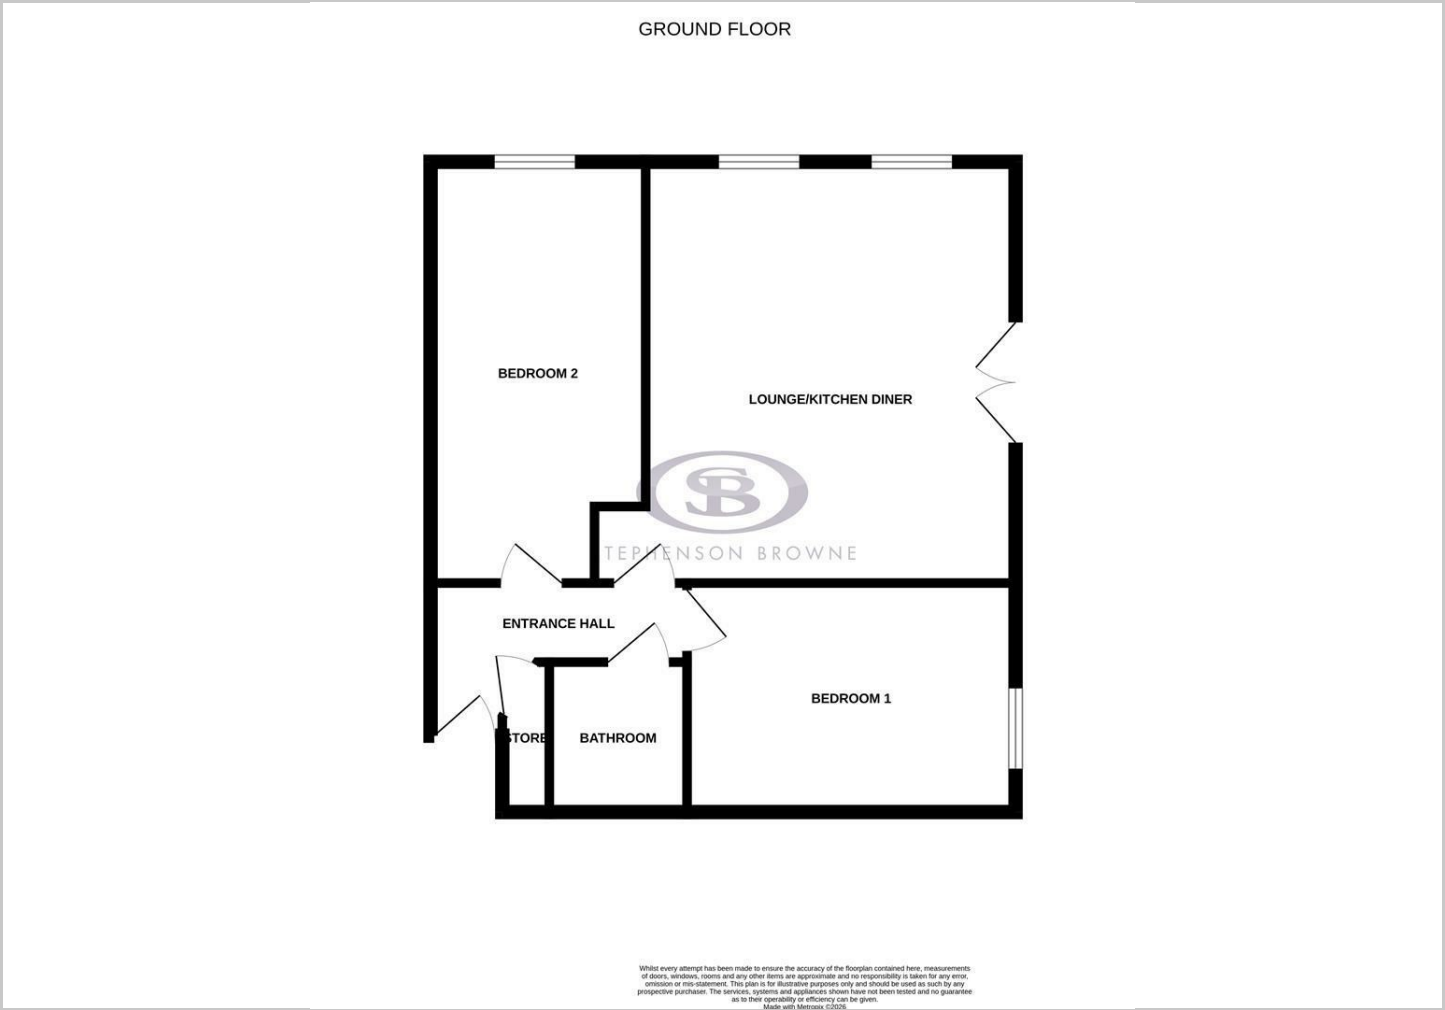 GROUND FLOOR
BEDROOM 2
LOUNGE/KITCHEN DINER
SB
TEPHENSON BROWNE
ENTRANCE HALL
BEDROOM 1
STORE
BATHROOM
Whilst every attempt has been made to ensure the accuracy of the floorplan contained here, measurements
of doors, windows, rooms and any other items are approximate and no responsibility is taken for any error,
omission or mis-statement. This plan is for illustrative purposes only and should be used as such by any
prospective purchaser. The services, systems and appliances shown have not been tested and no guarantee
as to their operability or efficiency can be given.
Made with Metropix ©2026